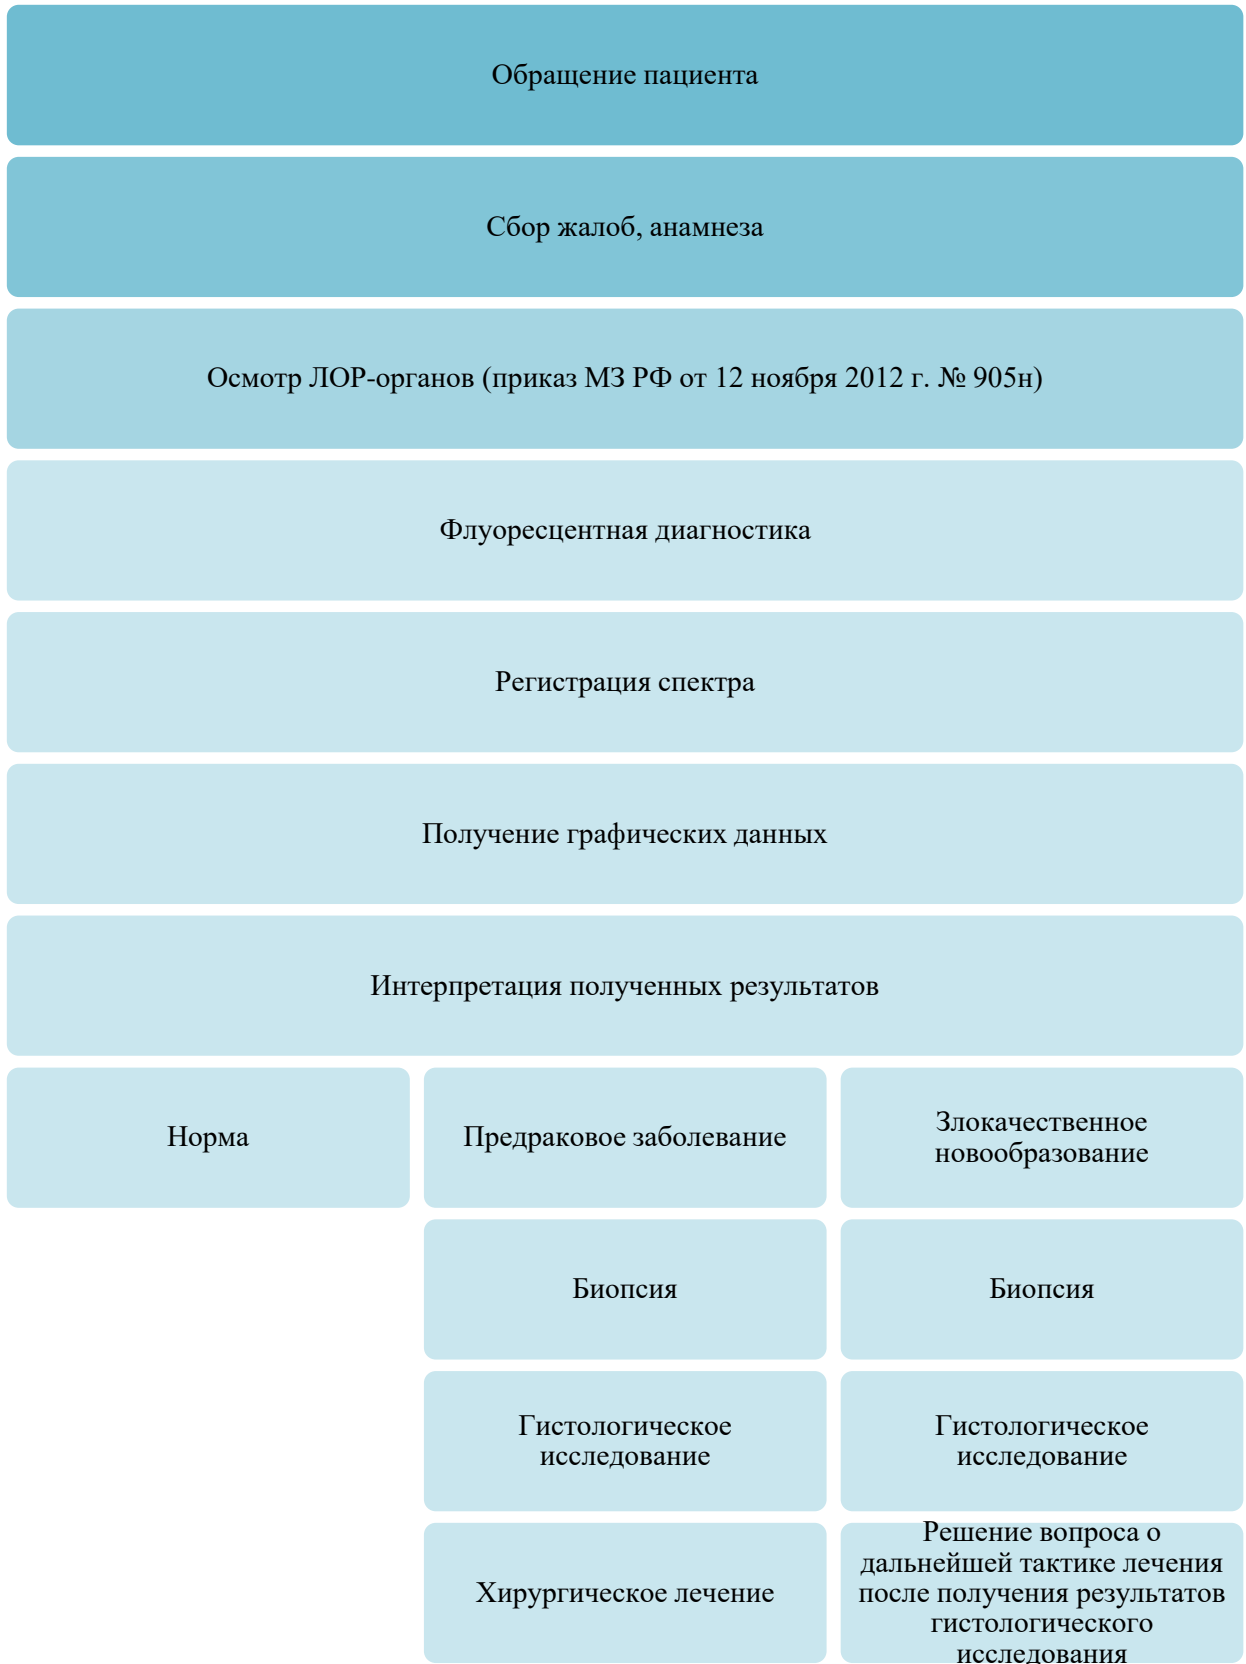 Обращение пациента
Сбор жалоб, анамнеза
Осмотр ЛОР-органов (приказ МЗ РФ от 12 ноября 2012 г. № 905н)
Флуоресцентная диагностика
Регистрация спектра
Получение графических данных
Интерпретация полученных результатов
Норма
Предраковое заболевание
Злокачественное
новообразование
Биопсия
Биопсия
Гистологическое
исследование
Гистологическое
исследование
Хирургическое лечение
Решение вопроса о
дальнейшей тактике лечения
после получения результатов
гистологического
исследования